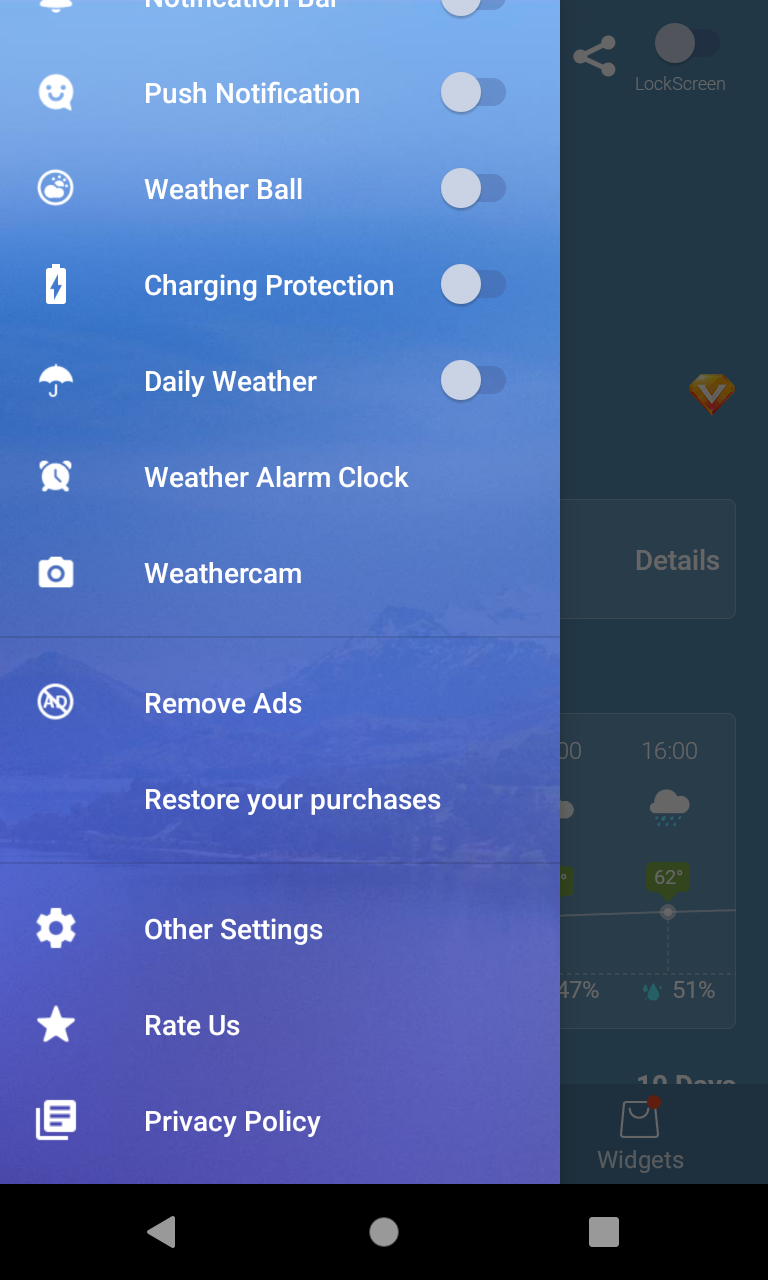 Notification Bar
LockScreen
Push Notification
Weather Ball
Charging Protection
Daily Weather
Weather Alarm Clock
Weathercam
Details
Remove Ads
16:00
Restore your purchases
62°
Other Settings
47%
51%
Rate Us
10 Days
Privacy Policy
Widgets